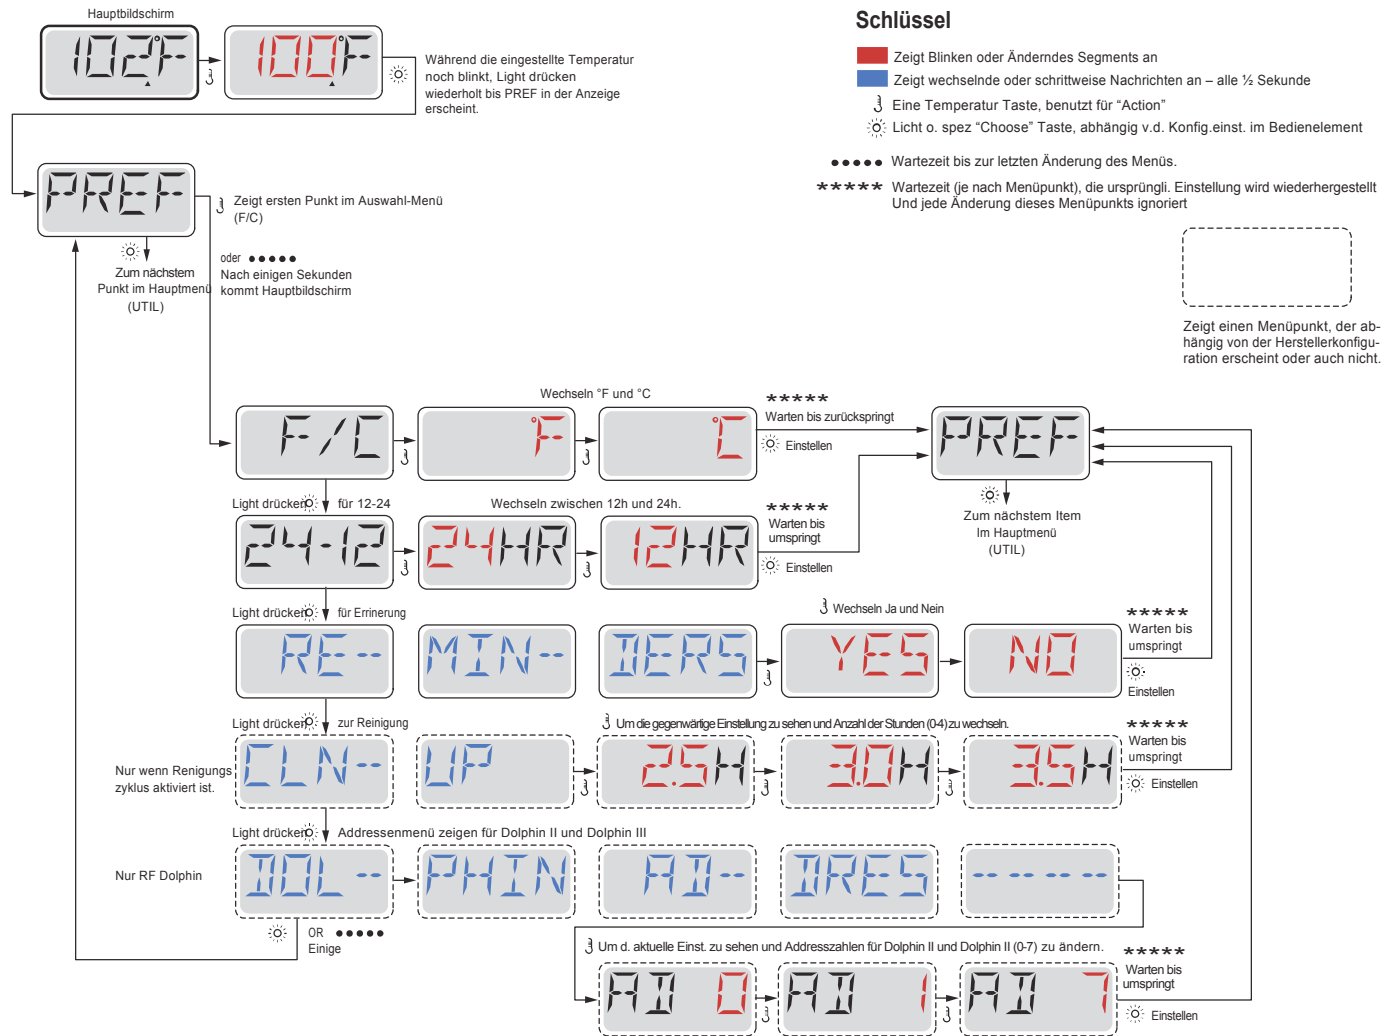 Hauptbildschirm
Schlüssel
102°F
100°F
Während die eingestellte Temperatur
noch blinkt, Light drücken
wiederholt bis PREF in der Anzeige
erscheint.
Zeigt Blinken oder Änderndes Segments an
Zeigt wechselnde oder schrittweise Nachrichten an – alle ½ Sekunde
Eine Temperatur Taste, benutzt für “Action”
Licht o. spez “Choose” Taste, abhängig v.d. Konfig.einst. im Bedienelement
Wartezeit bis zur letzten Änderung des Menüs.
***** Wartezeit (je nach Menüpunkt), die ursprüngli. Einstellung wird wiederhergestellt
Und jede Änderung dieses Menüpunkts ignoriert
Zeigt einen Menüpunkt, der ab-
hängig von der Herstellerkonfigu-
ration erscheint oder auch nicht.
PREF
Zeigt ersten Punkt im Auswahl-Menü
(F/C)
Zum nächstem
Punkt im Hauptmenü
(UTIL)
oder •••••
Nach einigen Sekunden
kommt Hauptbildschirm
Wechseln °F und °C
F/C
°F
°C
*****
Warten bis zurückspringt
Einstellen
PREF
Zum nächstem Item
Im Hauptmenü
(UTIL)
Light drücken für 12-24
Wechseln zwischen 12h und 24h.
24-12
24HR
12HR
*****
Warten bis
umspringt
Einstellen
Light drücken für Errinerung
Wechseln Ja und Nein
RE--
MIN--
DERS
YES
NO
*****
Warten bis
umspringt
Einstellen
Light drücken zur Reinigung
Um die gegenwärtige Einstellung zu sehen und Anzahl der Stunden (0-4) zu wechseln.
Nur wenn Renigungs
zyklus aktiviert ist.
CLN--
UP
2.5H
3.0H
3.5H
*****
Warten bis
umspringt
Einstellen
Light drücken Addressenmenü zeigen für Dolphin II und Dolphin III
Nur RF Dolphin
DOL--
PHIN
AD--
DRES
-- -- -- --
OR •••••
Einige
Um d. aktuelle Einst. zu sehen und Addresszahlen für Dolphin II und Dolphin II (0-7) zu ändern.
AD 0
AD 1
AD 7
*****
Warten bis
umspringt
Einstellen